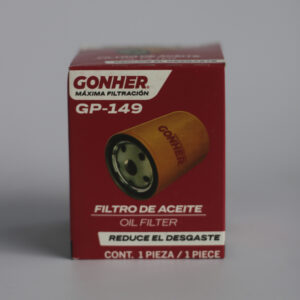 GONHER®
MÁXIMA FILTRACIÓN
GP-149
GONHER
FILTRO DE ACEITE
OIL FILTER
REDUCE EL DESGASTE
CONT. 1 PIEZA / 1 PIECE